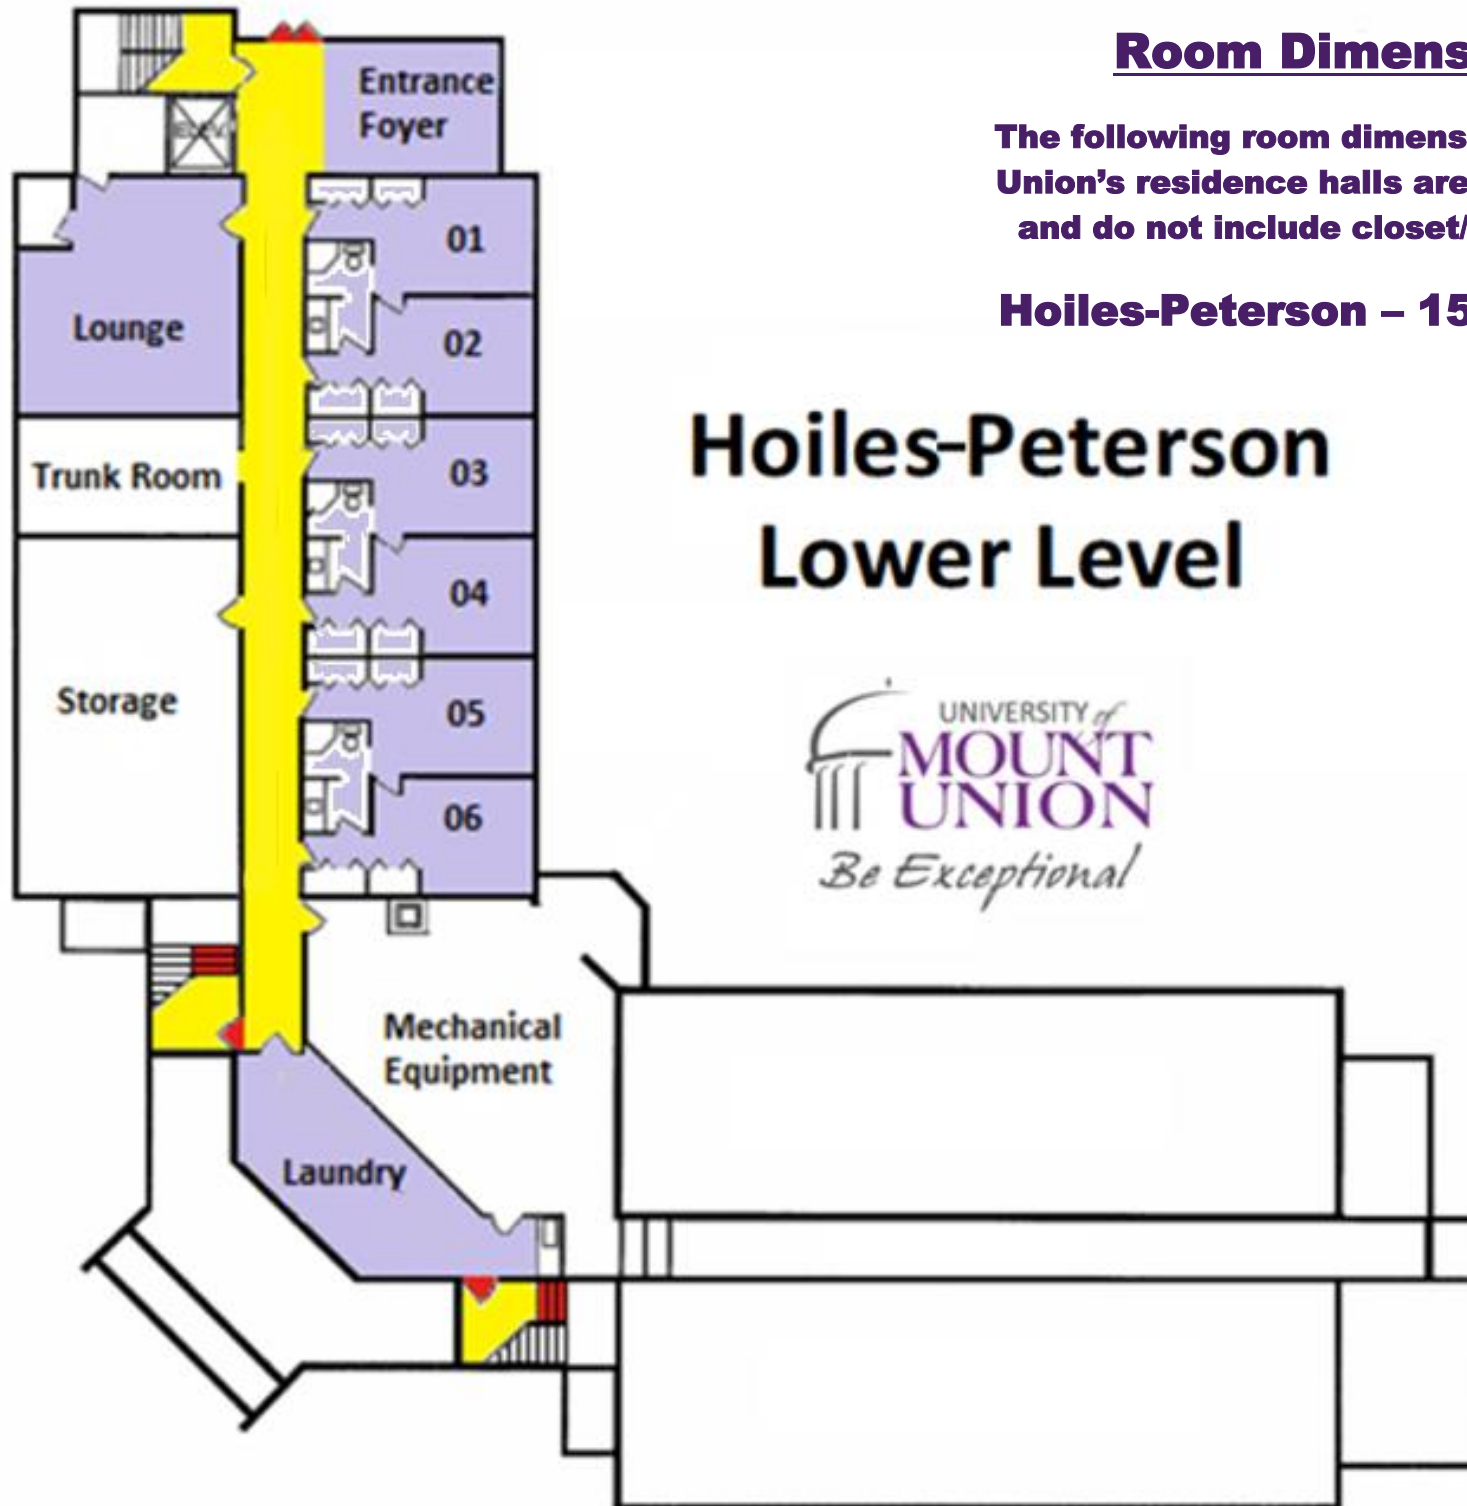 Room Dimens
The following room dimens
Union's residence halls are
and do not include closet/
Hoiles-Peterson – 15
Hoiles-Peterson
Lower Level
UNIVERSITY of
MOUNT
UNION
Be Exceptional
Entrance
Foyer
ELEV.
Lounge
Trunk Room
Storage
01
02
03
04
05
06
Mechanical
Equipment
Laundry